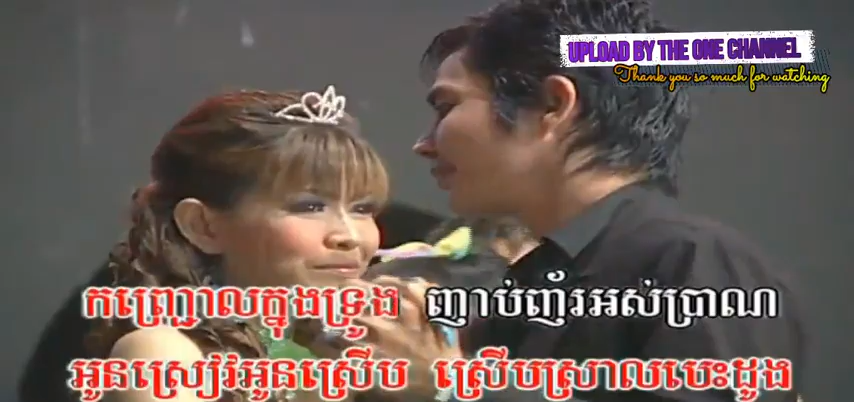 UPLOAD BY THE ONE CHANNEL
Thank you so much for watching
កញ្ជ្រោលក្នុងទ្រូង ញាប់ញ័រអស់ប្រាណ
អូនស្រៀវអូនស្រើប ស្រើបស្រាលបេះដូង